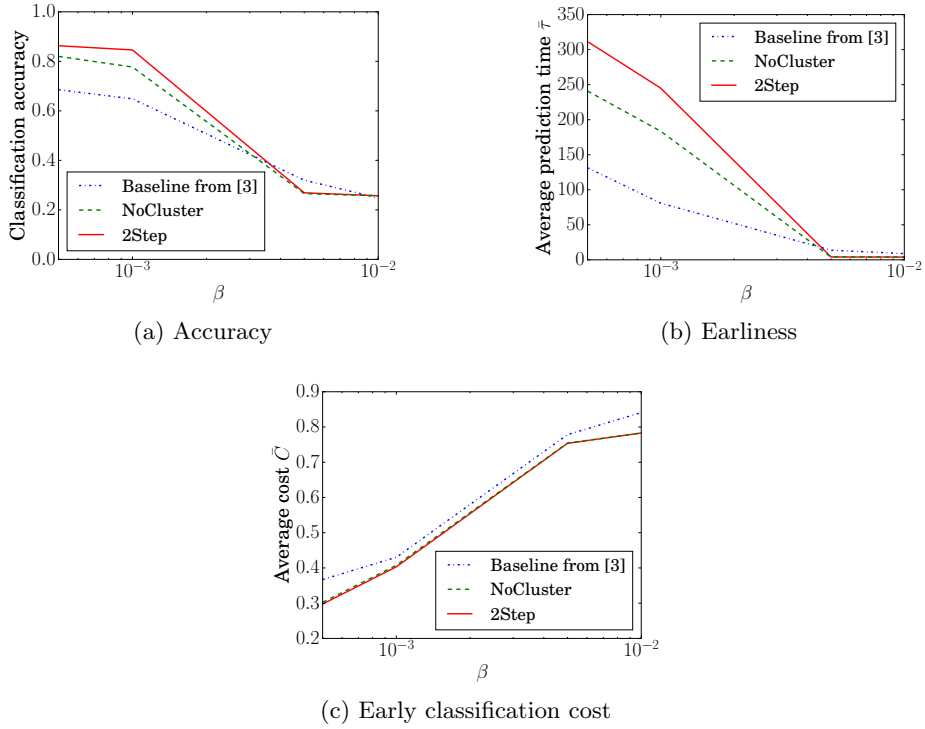 1.0
0.8
0.6
0.4
0.2
0.0
Classification accuracy
Baseline from [3]
NoCluster
2Step
10⁻³
10⁻²
β
(a) Accuracy
350
300
250
200
150
100
50
0
Average prediction time τ̄
Baseline from [3]
NoCluster
2Step
10⁻³
10⁻²
β
(b) Earliness
0.9
0.8
0.7
0.6
0.5
0.4
0.3
0.2
Average cost C̄
Baseline from [3]
NoCluster
2Step
10⁻³
10⁻²
β
(c) Early classification cost